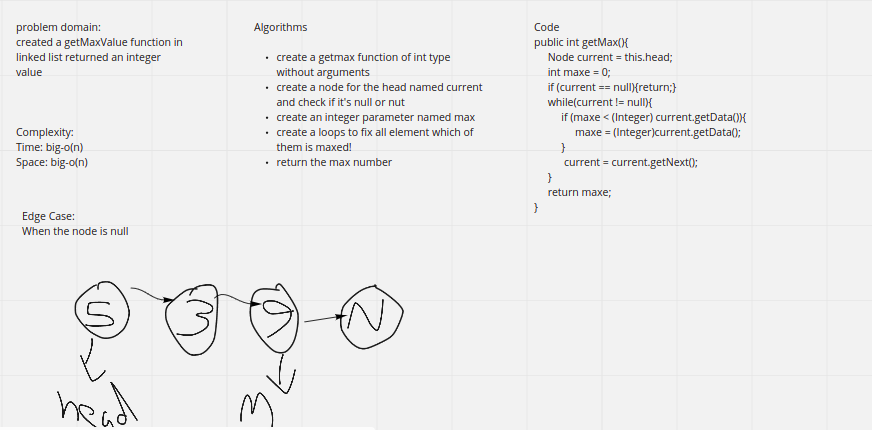 problem domain:
created a getMaxValue function in
linked list returned an integer
value
Complexity:
Time: big-o(n)
Space: big-o(n)
Edge Case:
When the node is null
Algorithms
• create a getmax function of int type
without arguments
• create a node for the head named current
and check if it's null or nut
• create an integer parameter named max
• create a loops to fix all element which of
them is maxed!
• return the max number
Code
public int getMax(){
Node current = this.head;
int maxe = 0;
if (current == null){return;}
while(current != null){
if (maxe < (Integer) current.getData()){
maxe = (Integer)current.getData();
}
current = current.getNext();
}
return maxe;
}
5 3 9 N
head M